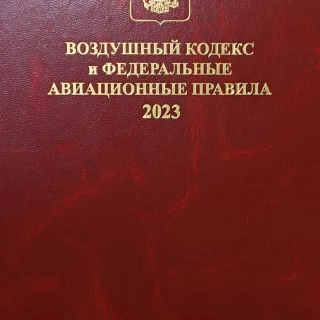 ВОЗДУШНЫЙ КОДЕКС
и ФЕДЕРАЛЬНЫЕ
АВИАЦИОННЫЕ ПРАВИЛА
2023